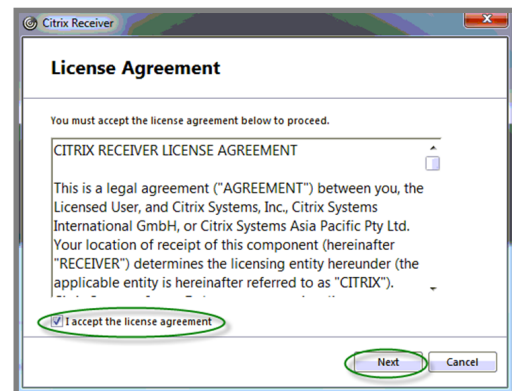 Citrix Receiver
License Agreement
You must accept the license agreement below to proceed.
CITRIX RECEIVER LICENSE AGREEMENT
This is a legal agreement ("AGREEMENT") between you, the
Licensed User, and Citrix Systems, Inc., Citrix Systems
International GmbH, or Citrix Systems Asia Pacific Pty Ltd.
Your location of receipt of this component (hereinafter
"RECEIVER") determines the licensing entity hereunder (the
applicable entity is hereinafter referred to as "CITRIX").
I accept the license agreement
Next
Cancel